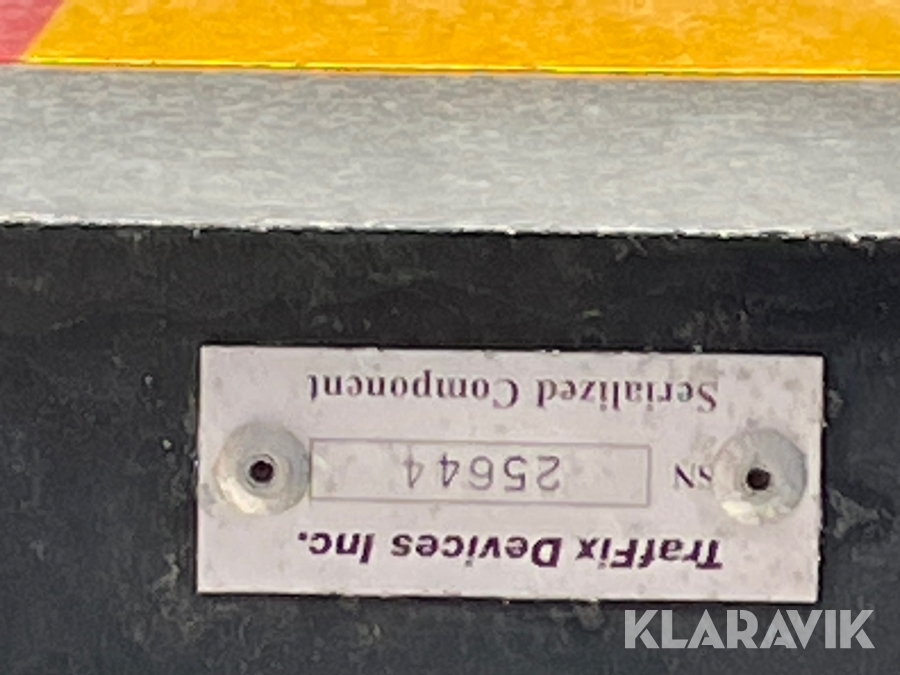 TrafFix Devices Inc.
SN 25644
Serialized Component
KLARAVIK